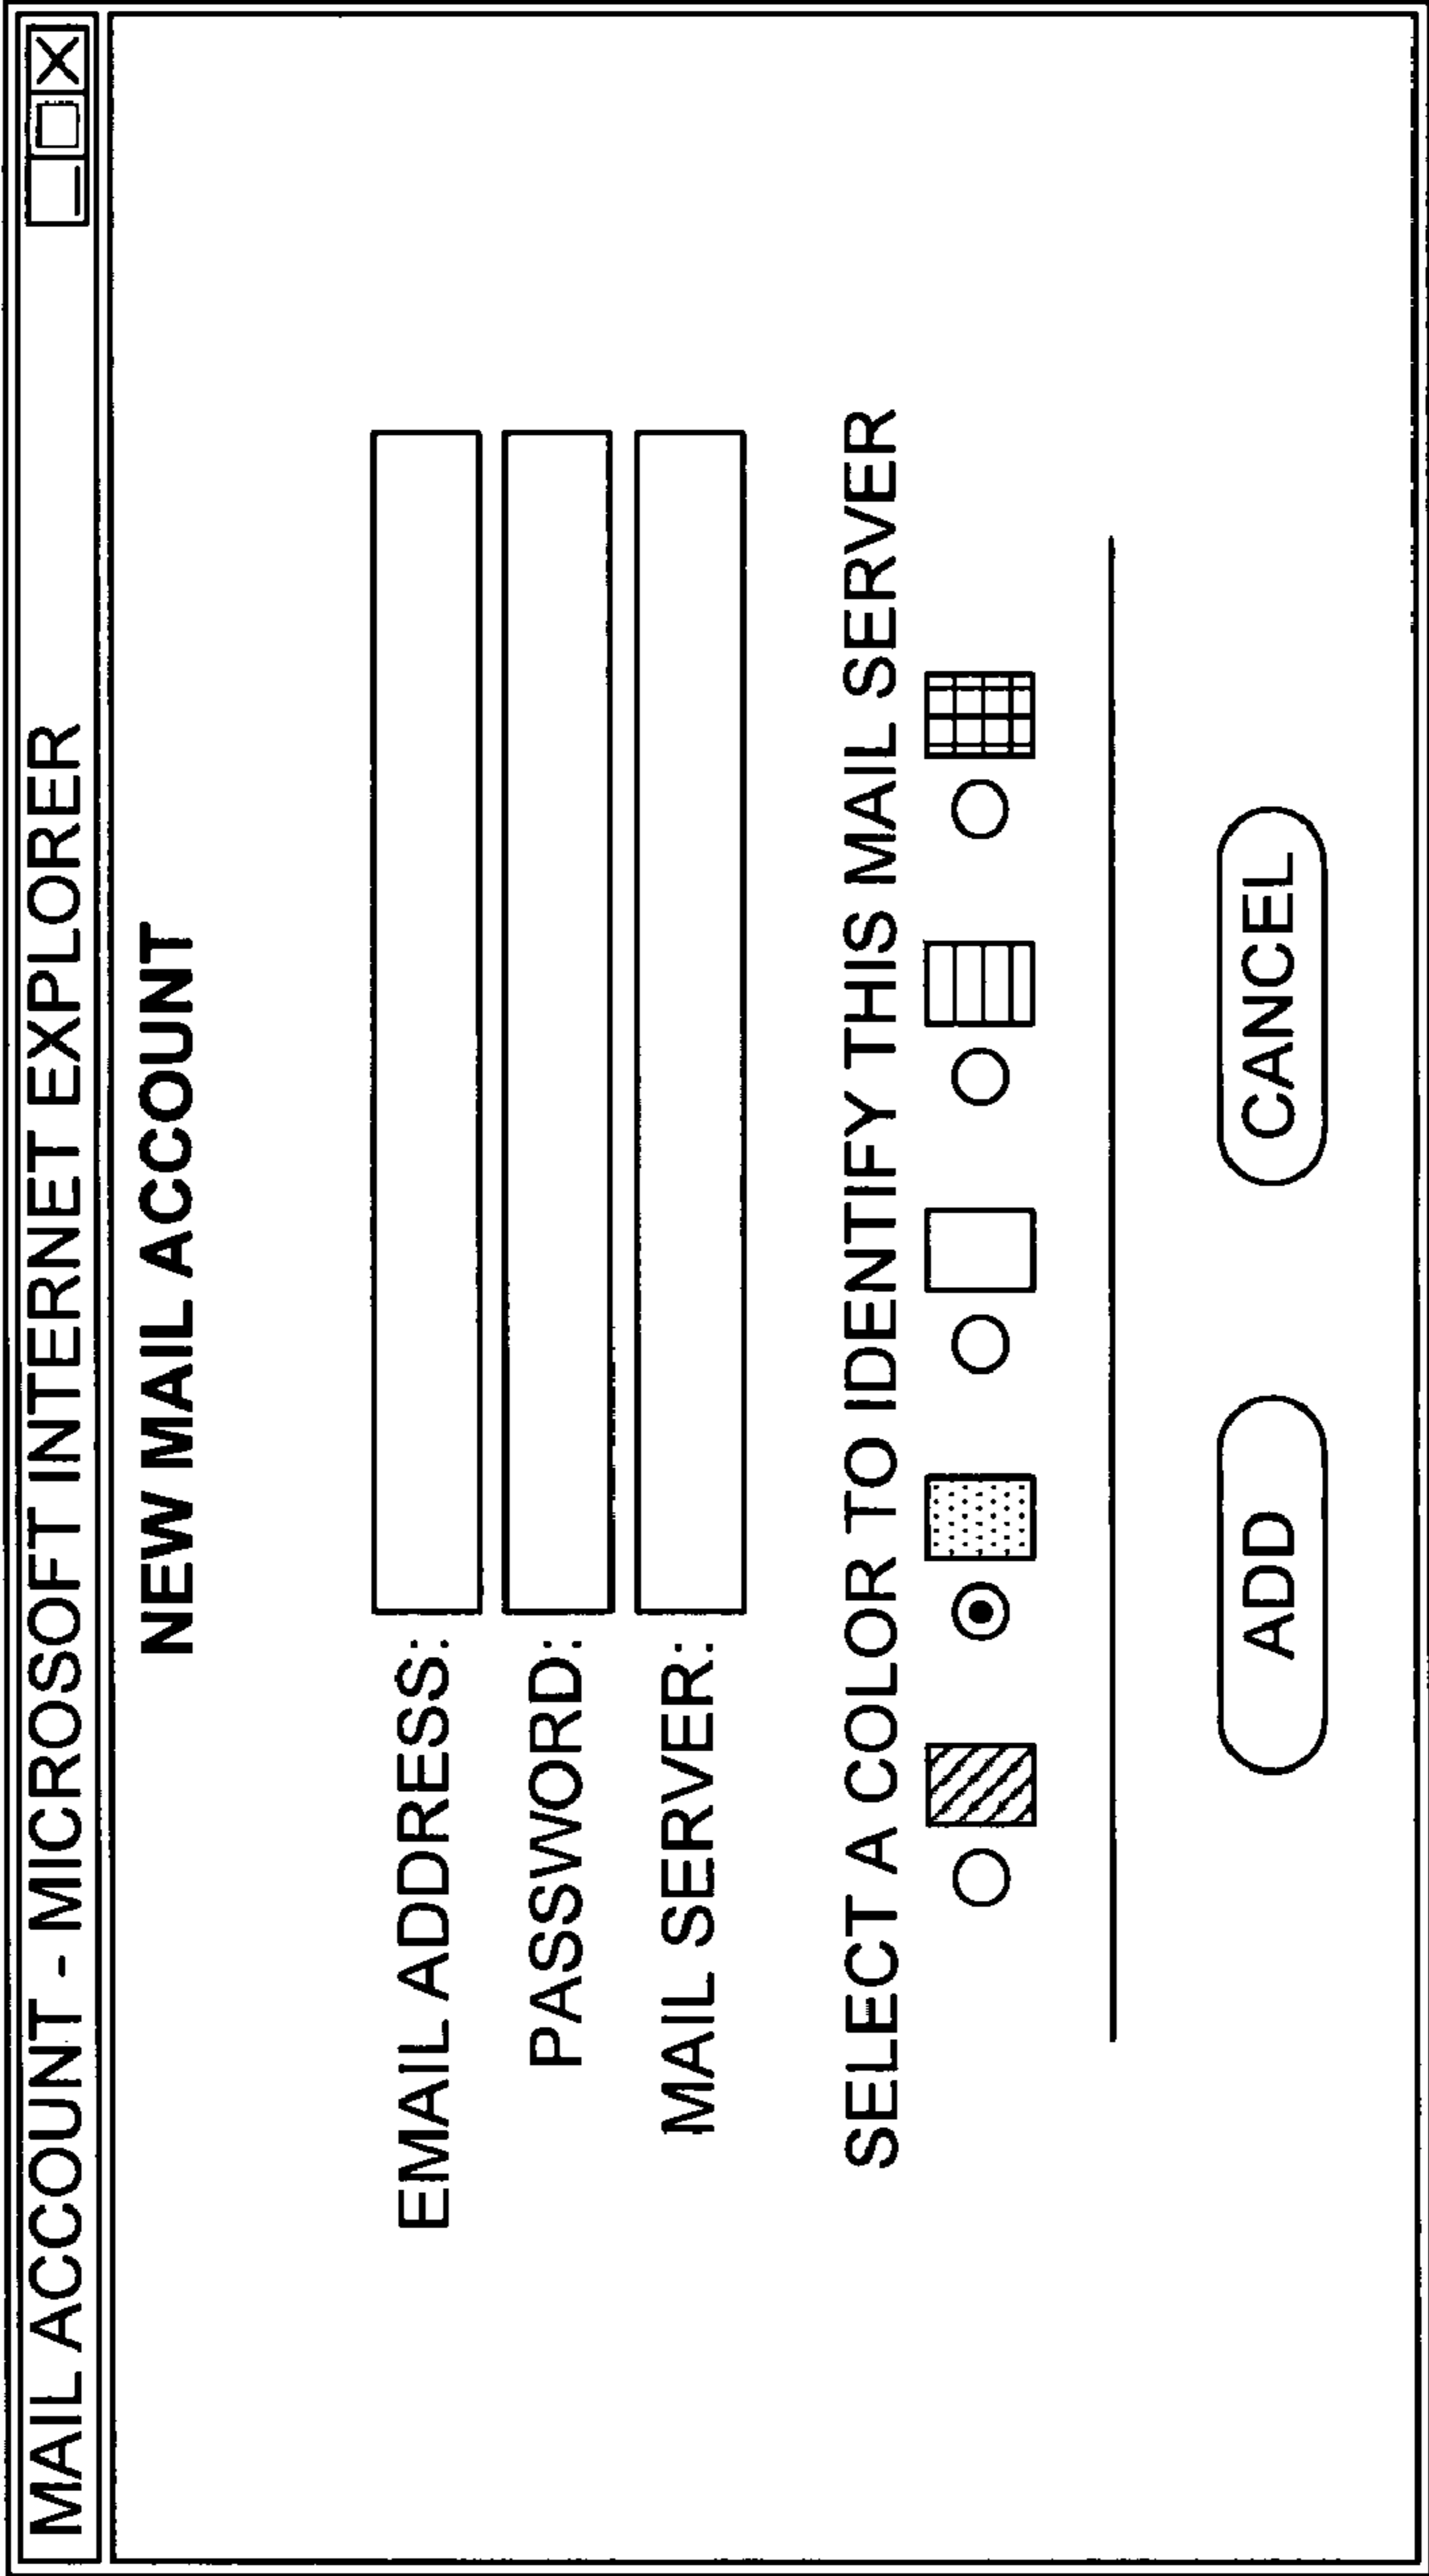 MAIL ACCOUNT - MICROSOFT INTERNET EXPLORER
NEW MAIL ACCOUNT
EMAIL ADDRESS:
PASSWORD:
MAIL SERVER:
SELECT A COLOR TO IDENTIFY THIS MAIL SERVER
ADD CANCEL